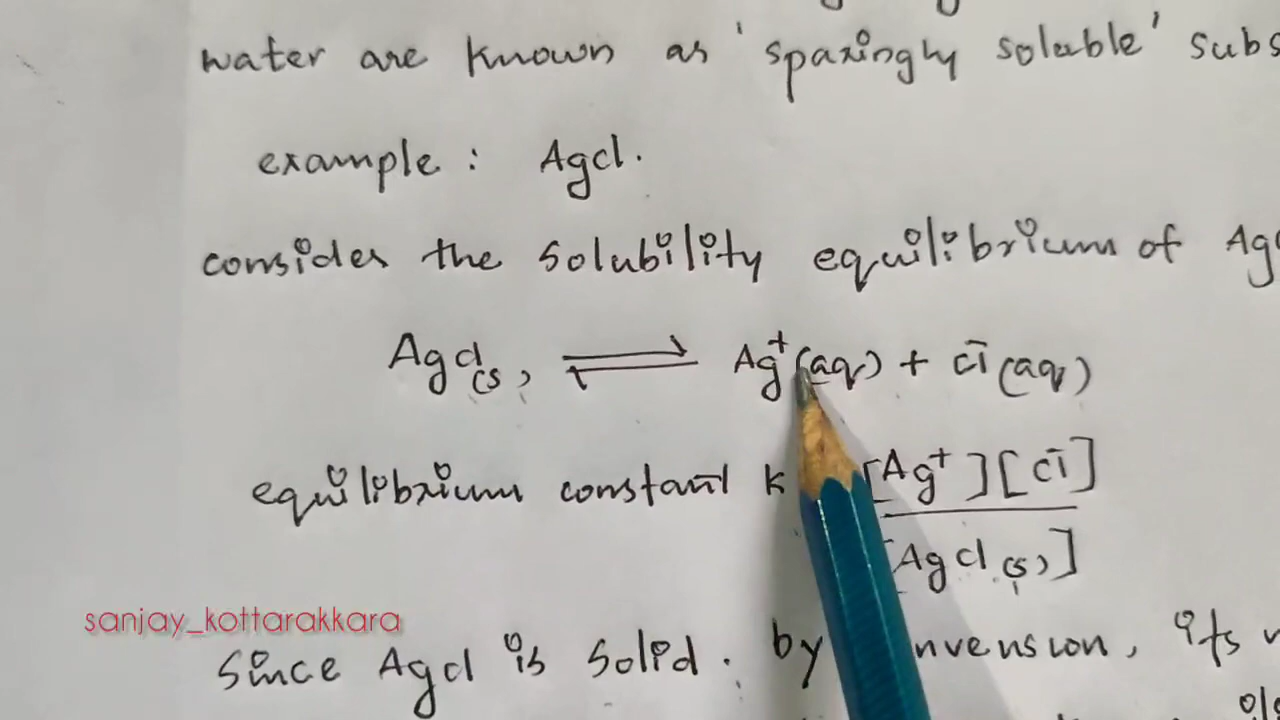 water are known as 'sparingly soluble' subs
example : Agcl.
consider the solubility equilibrium of Ag
Agcl(s) ⇌ Ag⁺(aq) + cl⁻(aq)
equilibrium constant k [Ag⁺][cl⁻]
[Agcl(s)]
sanjay_kottarakkara
since Agcl is solid. by nvension, its